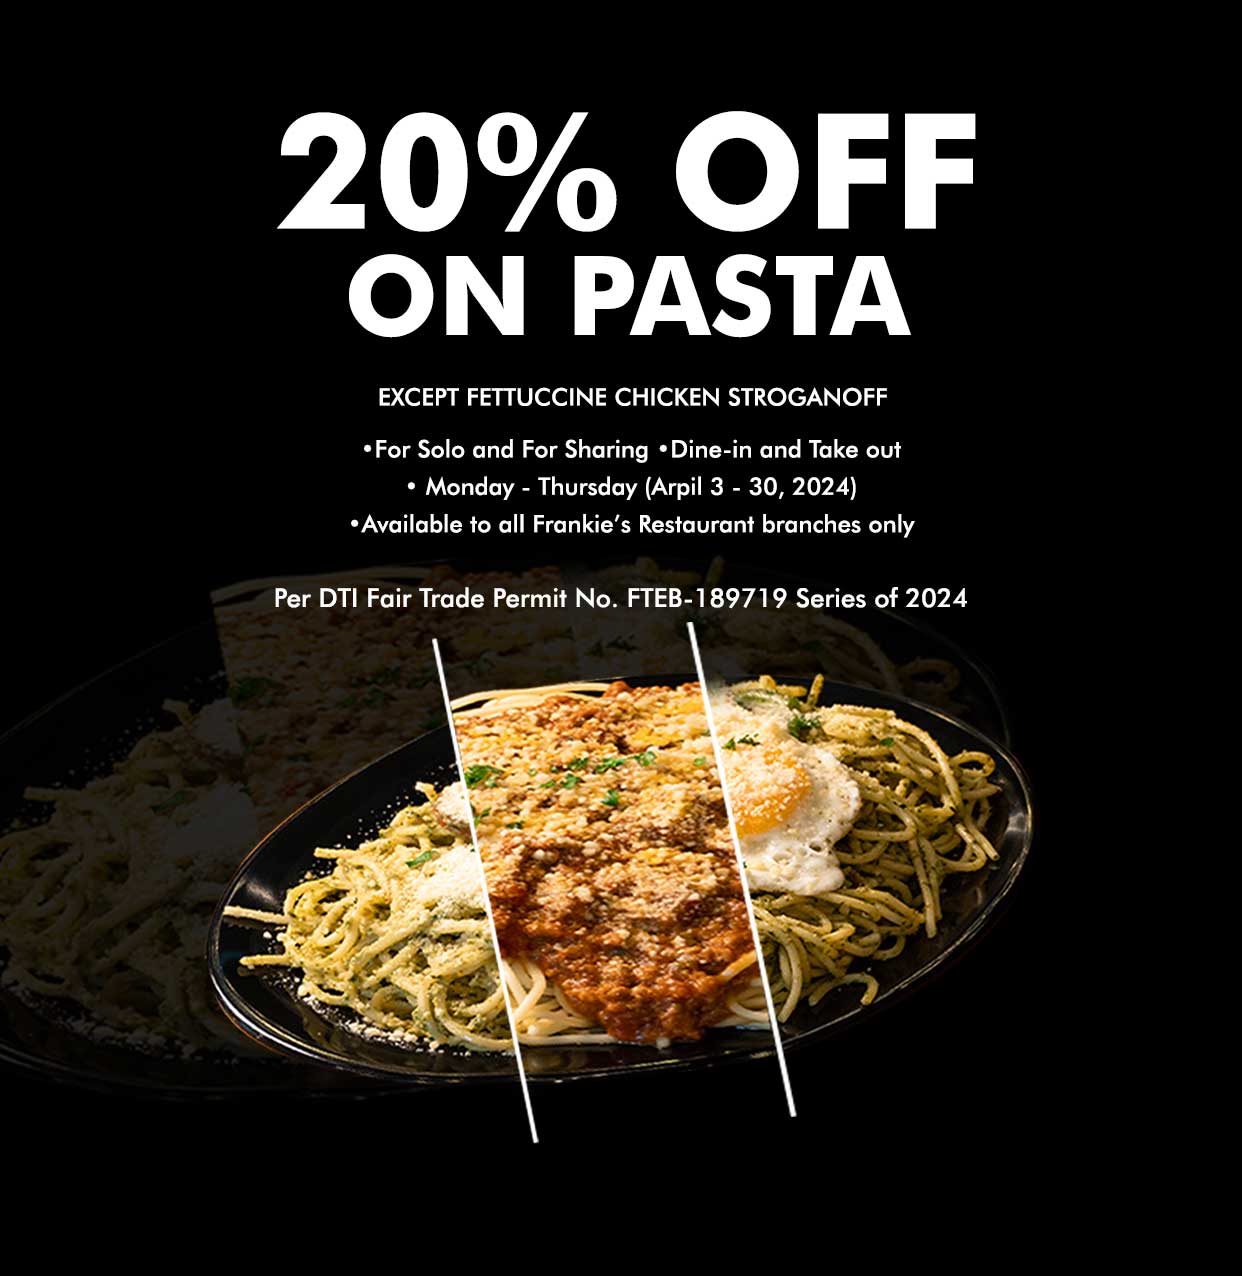 20% OFF
ON PASTA
EXCEPT FETTUCCINE CHICKEN STROGANOFF
•For Solo and For Sharing •Dine-in and Take out
• Monday - Thursday (Arpil 3 - 30, 2024)
•Available to all Frankie’s Restaurant branches only
Per DTI Fair Trade Permit No. FTEB-189719 Series of 2024